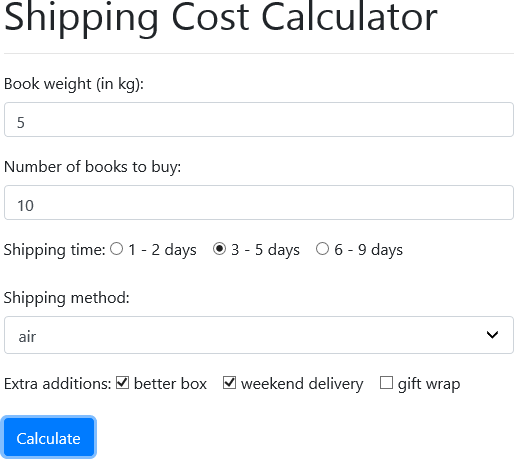 Shipping Cost Calculator
Book weight (in kg):
5
Number of books to buy:
10
Shipping time: 1 - 2 days 3 - 5 days 6 - 9 days
Shipping method:
air
Extra additions: better box weekend delivery gift wrap
Calculate